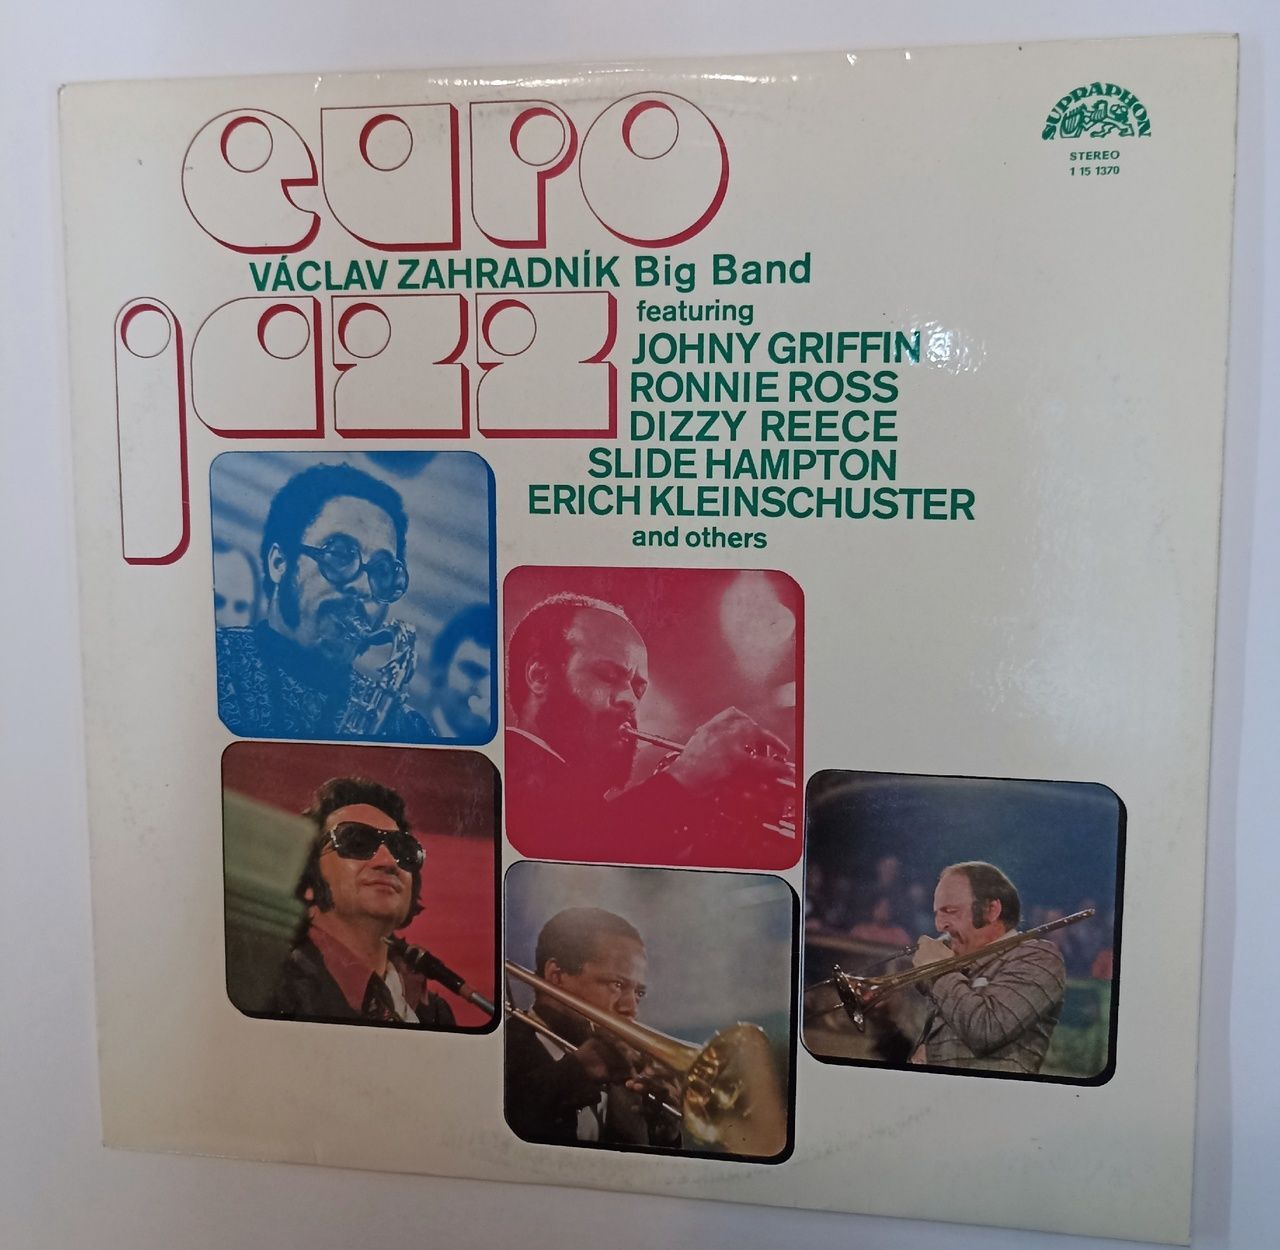 euro
SUPRAPHON
STEREO
1 15 1370
VÁCLAV ZAHRADNÍK Big Band
jazz
featuring
JOHNY GRIFFIN
RONNIE ROSS
DIZZY REECE
SLIDE HAMPTON
ERICH KLEINSCHUSTER
and others